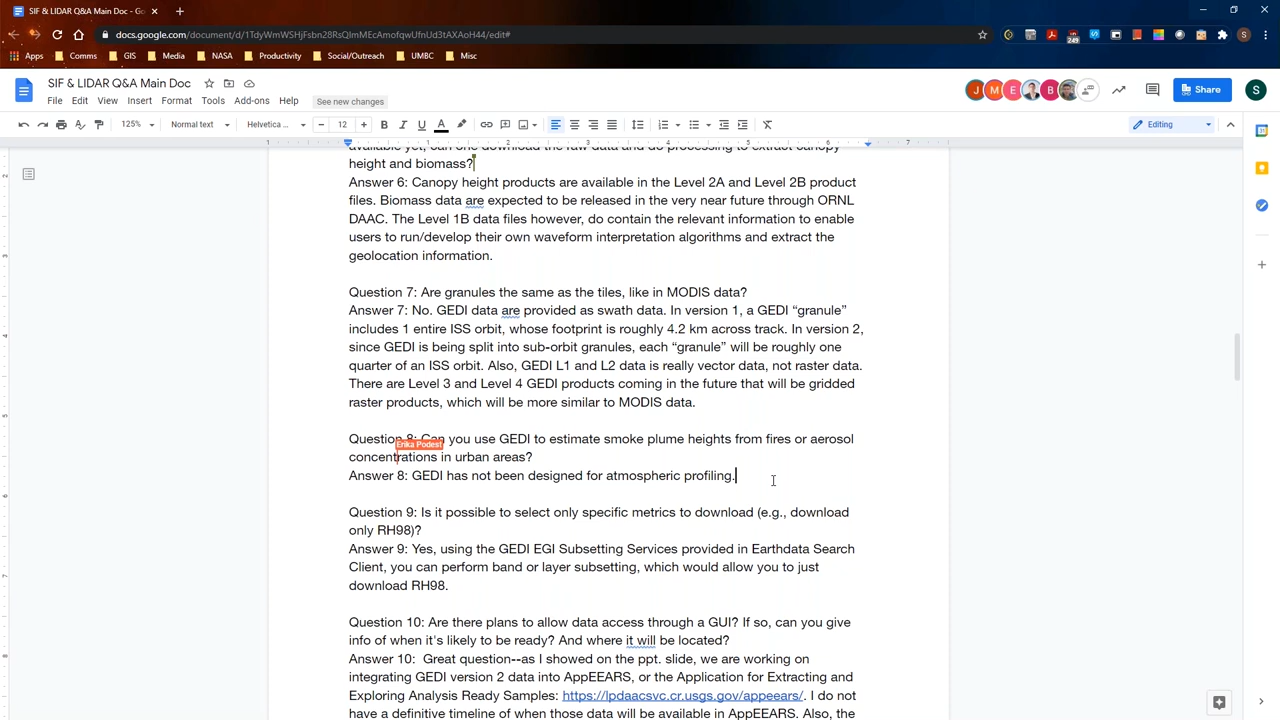 SIF & LIDAR Q&A Main Doc - Go
docs.google.com/document/d/1TdyWmWSHjFsbn28RsQImMEcAmofqwUfnUd3tAXAoH44/edit#
Apps Comms GIS Media NASA Productivity Social/Outreach UMBC Misc
SIF & LIDAR Q&A Main Doc
File Edit View Insert Format Tools Add-ons Help See new changes
J M E B Share S
125% Normal text Helvetica ... 12 B I U A Editing
1 1 2 3 4 5 6 7
height and biomass?
Answer 6: Canopy height products are available in the Level 2A and Level 2B product
files. Biomass data are expected to be released in the very near future through ORNL
DAAC. The Level 1B data files however, do contain the relevant information to enable
users to run/develop their own waveform interpretation algorithms and extract the
geolocation information.
Question 7: Are granules the same as the tiles, like in MODIS data?
Answer 7: No. GEDI data are provided as swath data. In version 1, a GEDI “granule”
includes 1 entire ISS orbit, whose footprint is roughly 4.2 km across track. In version 2,
since GEDI is being split into sub-orbit granules, each “granule” will be roughly one
quarter of an ISS orbit. Also, GEDI L1 and L2 data is really vector data, not raster data.
There are Level 3 and Level 4 GEDI products coming in the future that will be gridded
raster products, which will be more similar to MODIS data.
Question 8: Can you use GEDI to estimate smoke plume heights from fires or aerosol
Erika Podest
concentrations in urban areas?
Answer 8: GEDI has not been designed for atmospheric profiling.
Question 9: Is it possible to select only specific metrics to download (e.g., download
only RH98)?
Answer 9: Yes, using the GEDI EGI Subsetting Services provided in Earthdata Search
Client, you can perform band or layer subsetting, which would allow you to just
download RH98.
Question 10: Are there plans to allow data access through a GUI? If so, can you give
info of when it's likely to be ready? And where it will be located?
Answer 10:  Great question--as I showed on the ppt. slide, we are working on
integrating GEDI version 2 data into AppEEARS, or the Application for Extracting and
Exploring Analysis Ready Samples: https://lpdaacsvc.cr.usgs.gov/appeears/. I do not
have a definitive timeline of when those data will be available in AppEEARS. Also, the